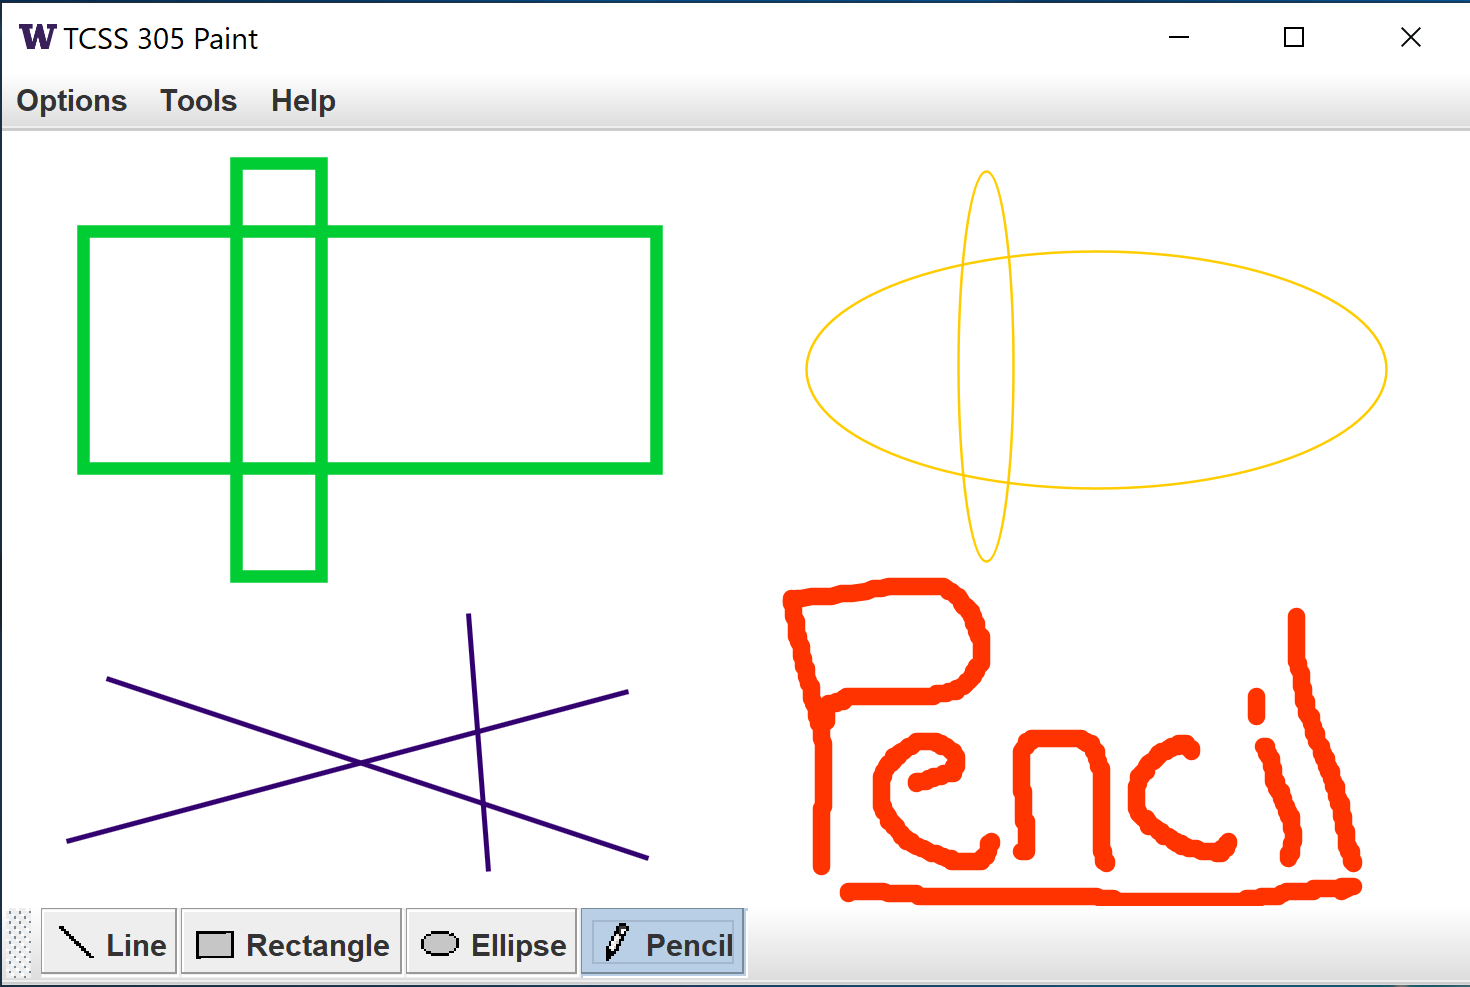 W TCSS 305 Paint
Options Tools Help
Pencil
Line Rectangle Ellipse Pencil